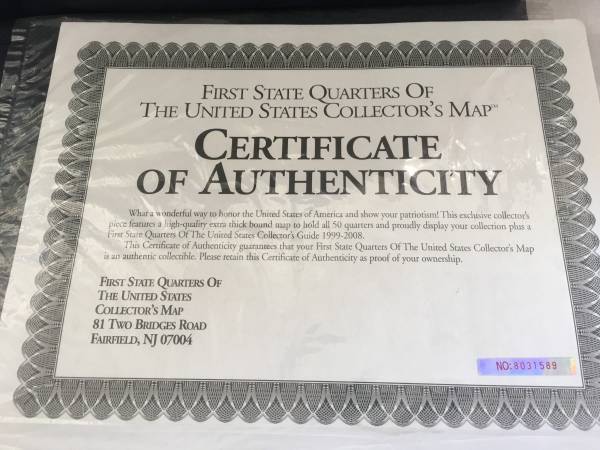 First State Quarters Of
The United States Collector's Map™
Certificate
of Authenticity
What a wonderful way to honor the United States of America and show your patriotism! This exclusive collector's
piece features a high-quality extra thick bound map to hold all 50 quarters and proudly display your collection plus a
First State Quarters Of The United States Collector's Guide 1999-2008.
This Certificate of Authenticity guarantees that your First State Quarters Of The United States Collector's Map
is an authentic collectible. Please retain this Certificate of Authenticity as proof of your ownership.
First State Quarters Of
The United States
Collector's Map
81 Two Bridges Road
Fairfield, NJ 07004
NO:8031589